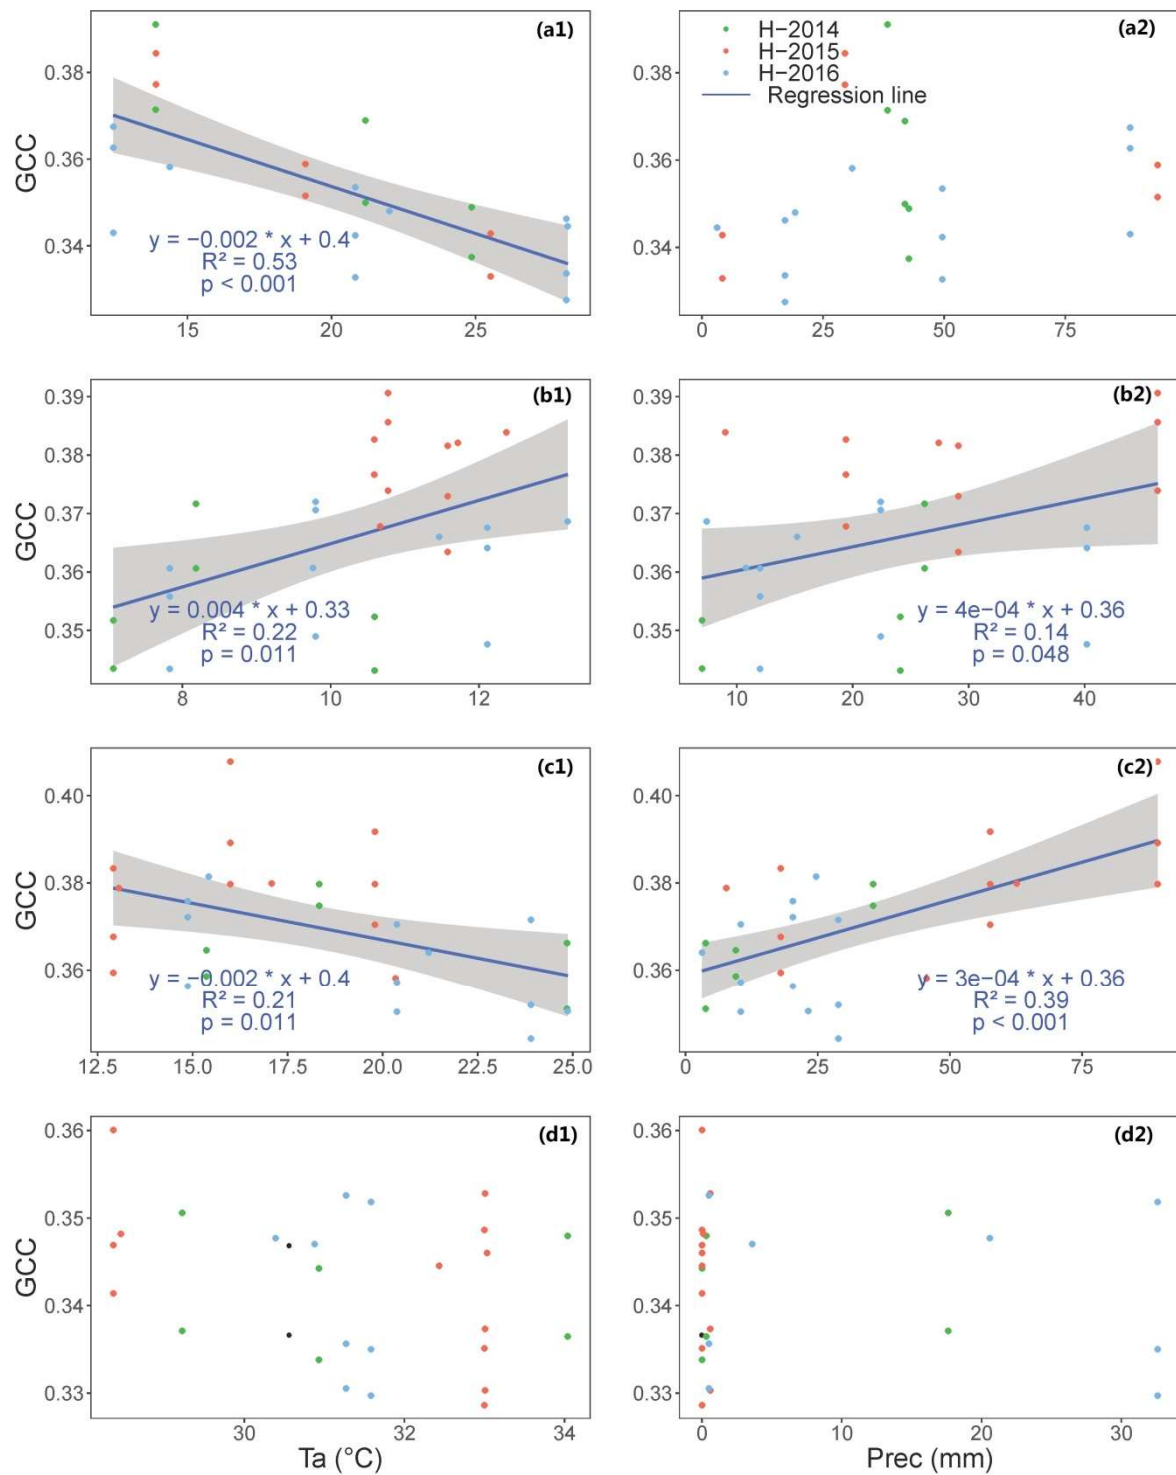 (a1)
GCC
0.38
0.36
0.34
y = −0.002 * x + 0.4
R² = 0.53
p < 0.001
15
20
25
(a2)
H−2014
H−2015
H−2016
Regression line
0.38
0.36
0.34
0
25
50
75
(b1)
GCC
0.39
0.38
0.37
0.36
0.35
y = 0.004 * x + 0.33
R² = 0.22
p = 0.011
8
10
12
(b2)
0.39
0.38
0.37
0.36
0.35
y = 4e−04 * x + 0.36
R² = 0.14
p = 0.048
10
20
30
40
(c1)
GCC
0.40
0.38
0.36
y = −0.002 * x + 0.4
R² = 0.21
p = 0.011
12.5
15.0
17.5
20.0
22.5
25.0
(c2)
0.40
0.38
0.36
y = 3e−04 * x + 0.36
R² = 0.39
p < 0.001
0
25
50
75
(d1)
GCC
0.36
0.35
0.34
0.33
30
32
34
Ta (°C)
(d2)
0.36
0.35
0.34
0.33
0
10
20
30
Prec (mm)